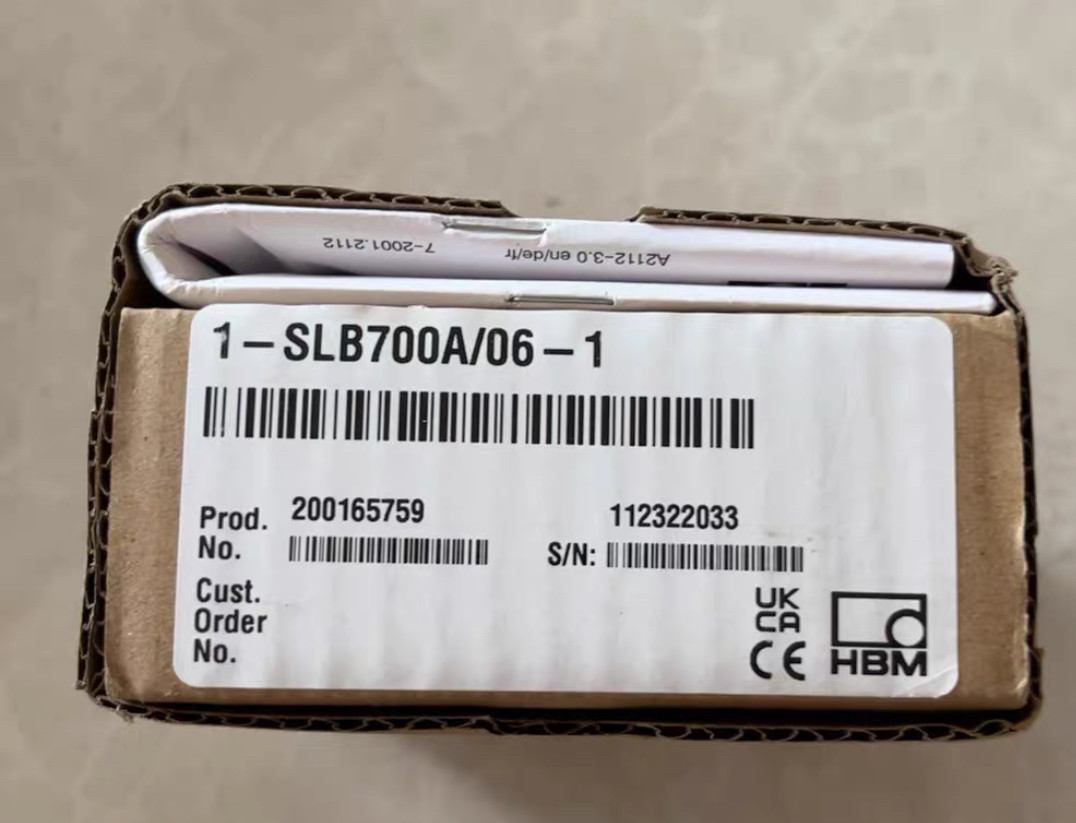 7-2001.2112
A2112-3.0 en/de/fr
1-SLB700A/06-1
Prod. No. 200165759
S/N: 112322033
Cust.
Order
No.
UK
CA
CE
HBM